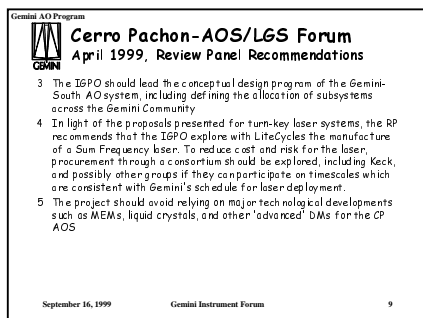 Gemini AO Program
Cerro Pachon-AOS/LGS Forum
April 1999, Review Panel Recommendations
GEMINI
3 The IGPO should lead the conceptual design program of the Gemini-
South AO system, including defining the allocation of subsystems
across the Gemini Community
4 In light of the proposals presented for turn-key laser systems, the RP
recommends that the IGPO explore with LiteCycles the manufacture
of a Sum Frequency laser. To reduce cost and risk for the laser,
procurement through a consortium should be explored, including Keck,
and possibly other groups if they can participate on timescales which
are consistent with Gemini's schedule for laser deployment.
5 The project should avoid relying on major technological developments
such as MEMs, liquid crystals, and other 'advanced' DMs for the CP
AOS
September 16, 1999 Gemini Instrument Forum 9